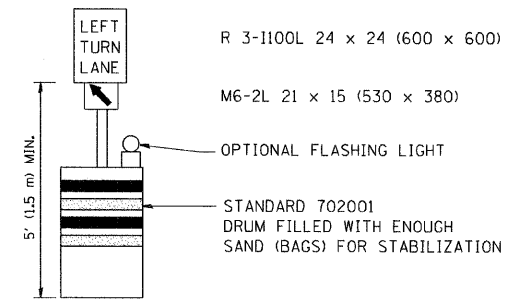 LEFT
TURN
LANE
R 3-I100L 24 x 24 (600 x 600)
M6-2L 21 x 15 (530 x 380)
5' (1.5 m) MIN.
OPTIONAL FLASHING LIGHT
STANDARD 702001
DRUM FILLED WITH ENOUGH
SAND (BAGS) FOR STABILIZATION